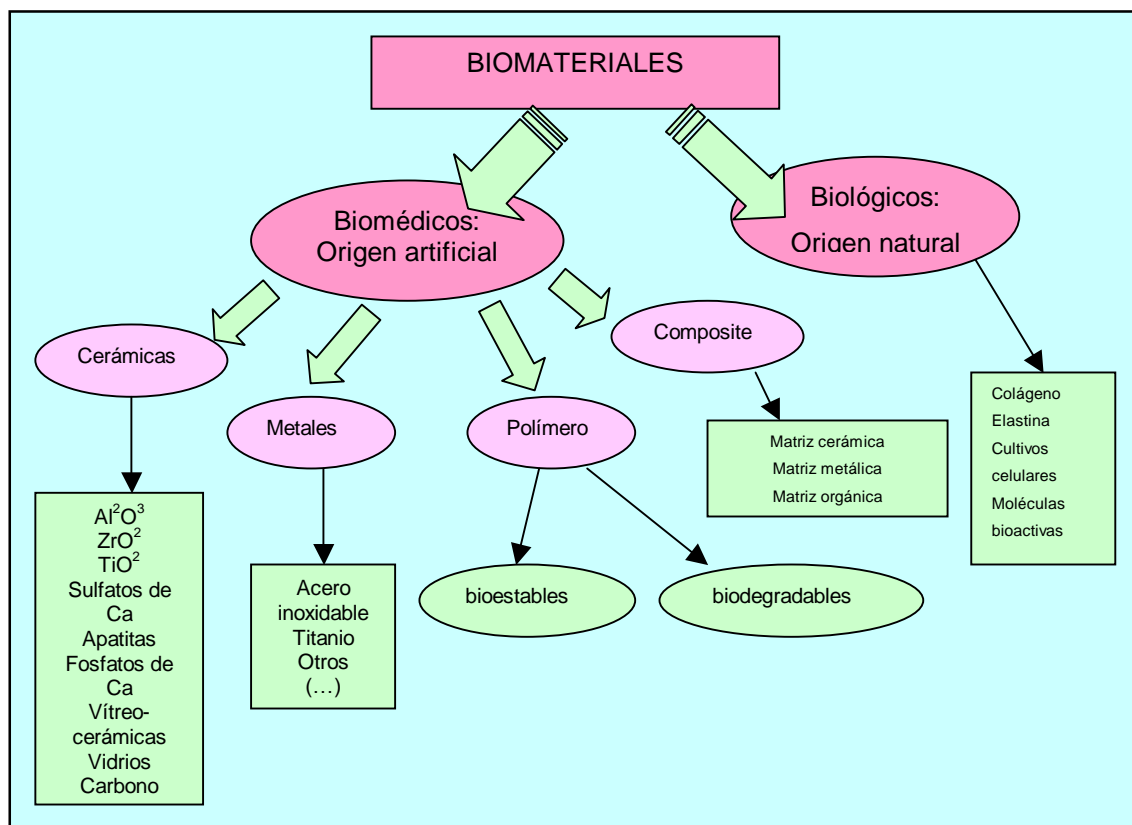 BIOMATERIALES
Biomédicos:
Origen artificial
Biológicos:
Origen natural
Cerámicas
Metales
Polímero
Composite
Al²O³
ZrO²
TiO²
Sulfatos de
Ca
Apatitas
Fosfatos de
Ca
Vítreo-
cerámicas
Vidrios
Carbono
Acero
inoxidable
Titanio
Otros
(…)
bioestables
biodegradables
Matriz cerámica
Matriz metálica
Matriz orgánica
Colágeno
Elastina
Cultivos
celulares
Moléculas
bioactivas